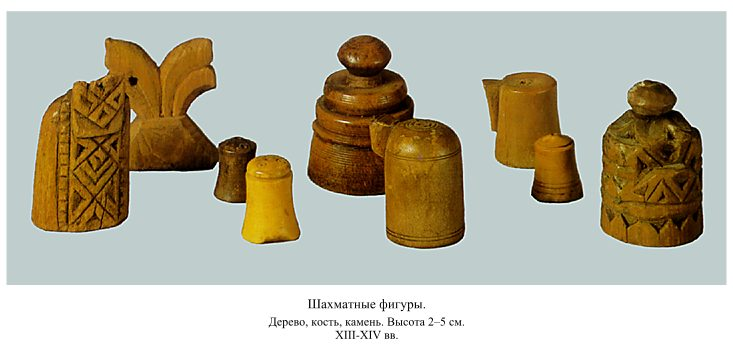 Шахматные фигуры.
Дерево, кость, камень. Высота 2–5 см.
XIII-XIV вв.